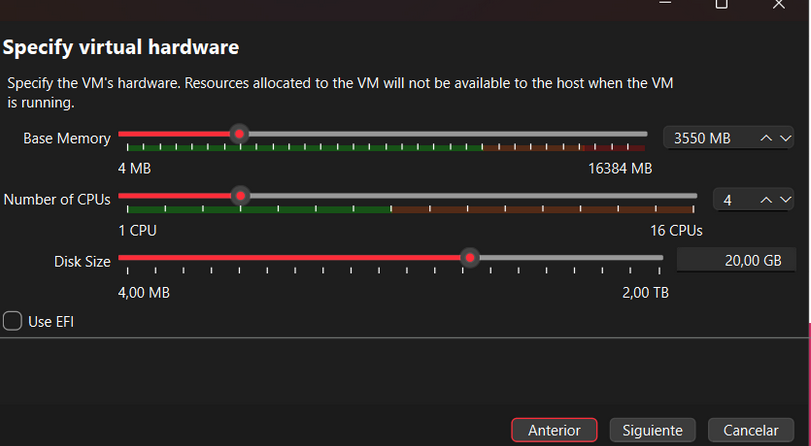 Specify virtual hardware
Specify the VM's hardware. Resources allocated to the VM will not be available to the host when the VM
is running.
Base Memory 3550 MB
4 MB 16384 MB
Number of CPUs 4
1 CPU 16 CPUs
Disk Size 20,00 GB
4,00 MB 2,00 TB
Use EFI
Anterior Siguiente Cancelar